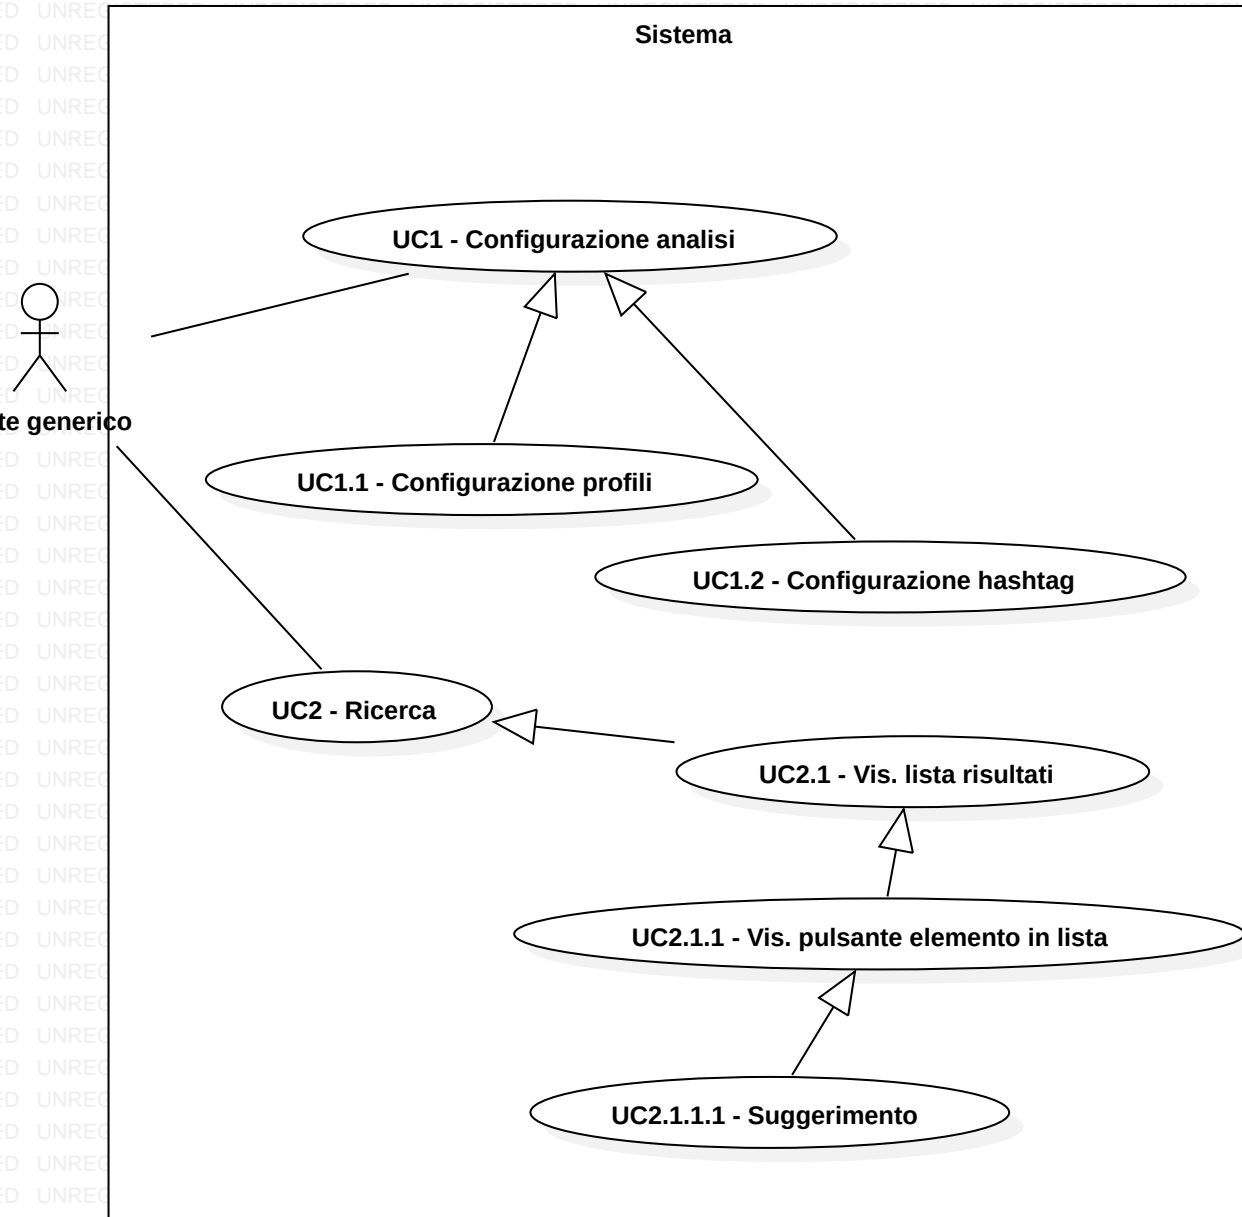 Sistema
UC1 - Configurazione analisi
te generico
UC1.1 - Configurazione profili
UC1.2 - Configurazione hashtag
UC2 - Ricerca
UC2.1 - Vis. lista risultati
UC2.1.1 - Vis. pulsante elemento in lista
UC2.1.1.1 - Suggerimento